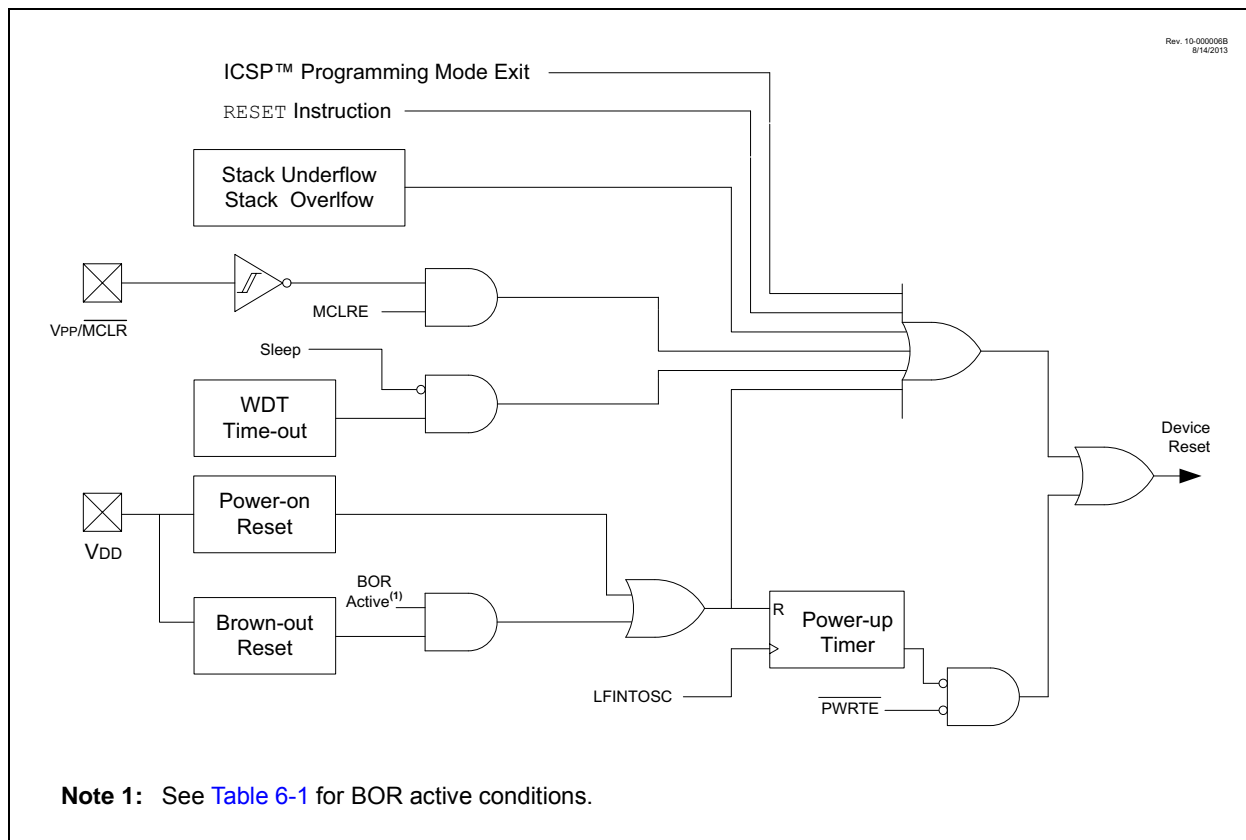 Rev. 10-000006B
8/14/2013
ICSP™ Programming Mode Exit
RESET Instruction
Stack Underflow
Stack Overlfow
VPP/MCLR
MCLRE
Sleep
WDT
Time-out
Device
Reset
VDD
Power-on
Reset
BOR
Active(1)
Brown-out
Reset
R
Power-up
Timer
LFINTOSC
PWRTE
Note 1: See Table 6-1 for BOR active conditions.